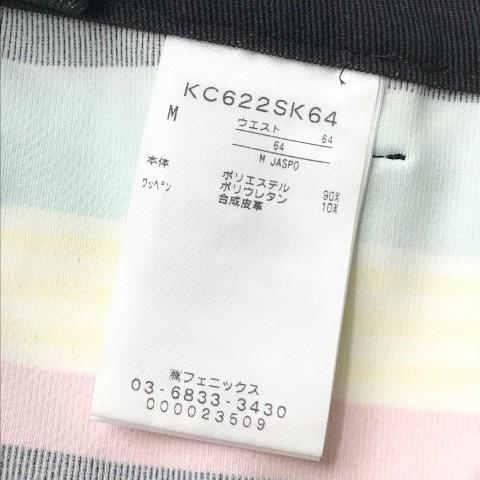 KC622SK64
M
ウエスト 64
64
M JASPO
本体 ポリエステル 90%
ポリウレタン 10%
ワッペン 合成皮革
㈱フェニックス
03-6833-3430
000023509